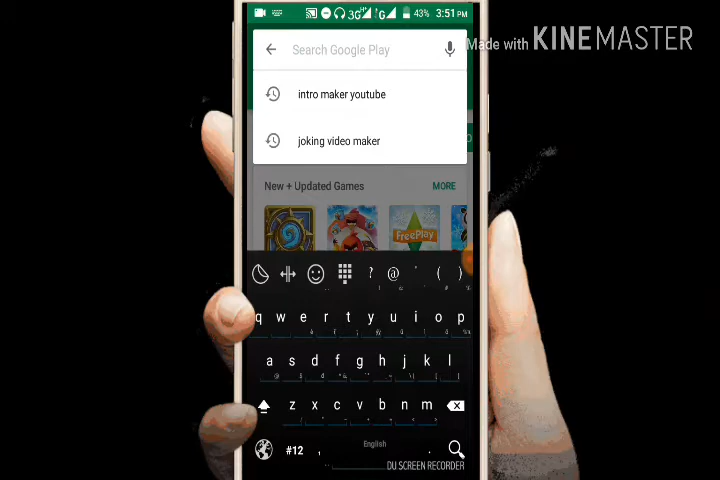 3G H+ G 43% 3:51 PM
Made with KINEMASTER
Search Google Play
intro maker youtube
joking video maker
New + Updated Games MORE
FreePlay
? @ ( )
q w e r t y u i o p
a s d f g h j k l
z x c v b n m
English
#12 , .
DU SCREEN RECORDER